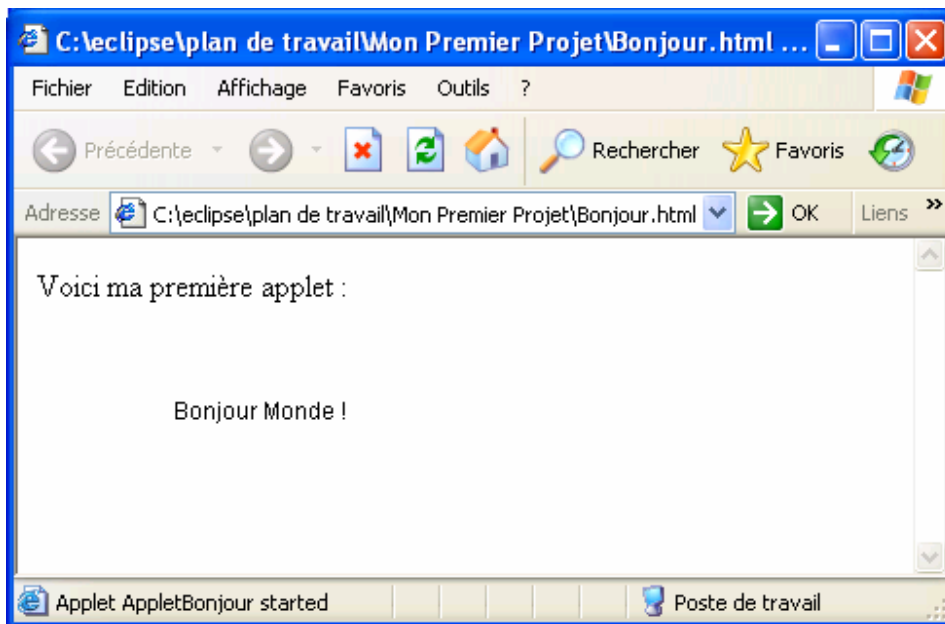 C:\eclipse\plan de travail\Mon Premier Projet\Bonjour.html ...
Fichier Edition Affichage Favoris Outils ?
Précédente Rechercher Favoris
Adresse C:\eclipse\plan de travail\Mon Premier Projet\Bonjour.html OK Liens »
Voici ma première applet :
Bonjour Monde !
Applet AppletBonjour started Poste de travail